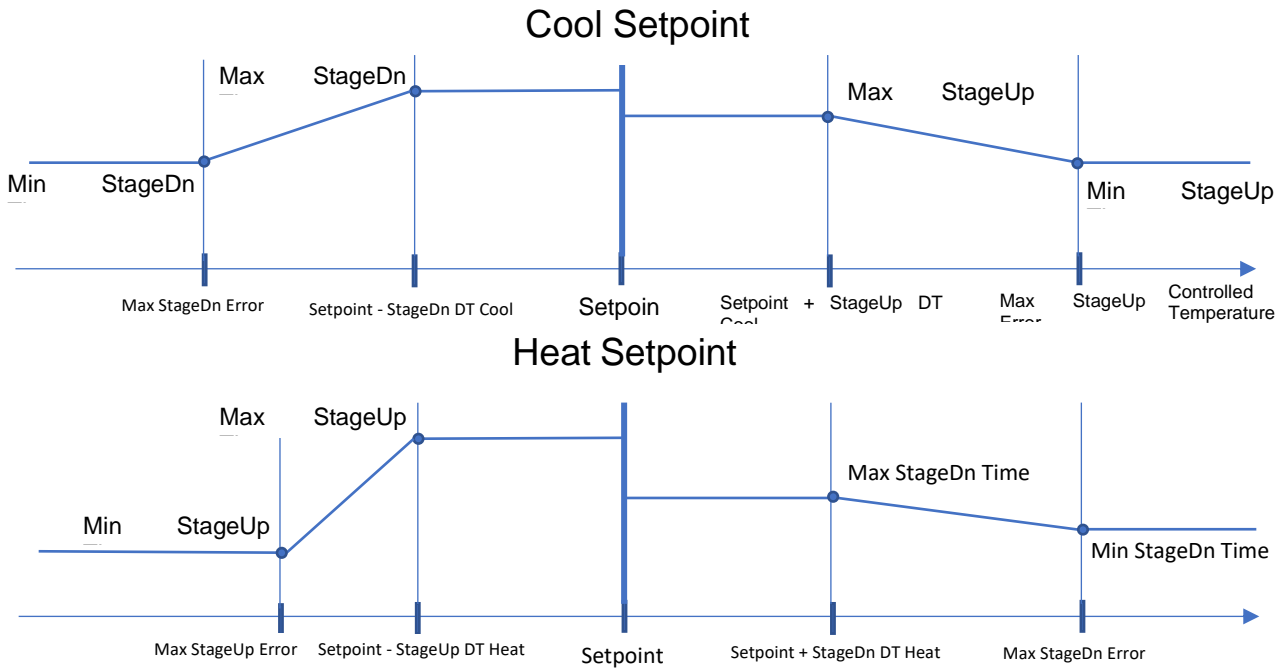 Cool Setpoint
Max StageDn
Max StageUp
Min StageDn
Min StageUp
Max StageDn Error
Setpoint - StageDn DT Cool
Setpoin
Setpoint + StageUp DT
Cool
Max StageUp
Error
Controlled
Temperature
Heat Setpoint
Max StageUp
Max StageDn Time
Min StageUp
Min StageDn Time
Max StageUp Error
Setpoint - StageUp DT Heat
Setpoint
Setpoint + StageDn DT Heat
Max StageDn Error